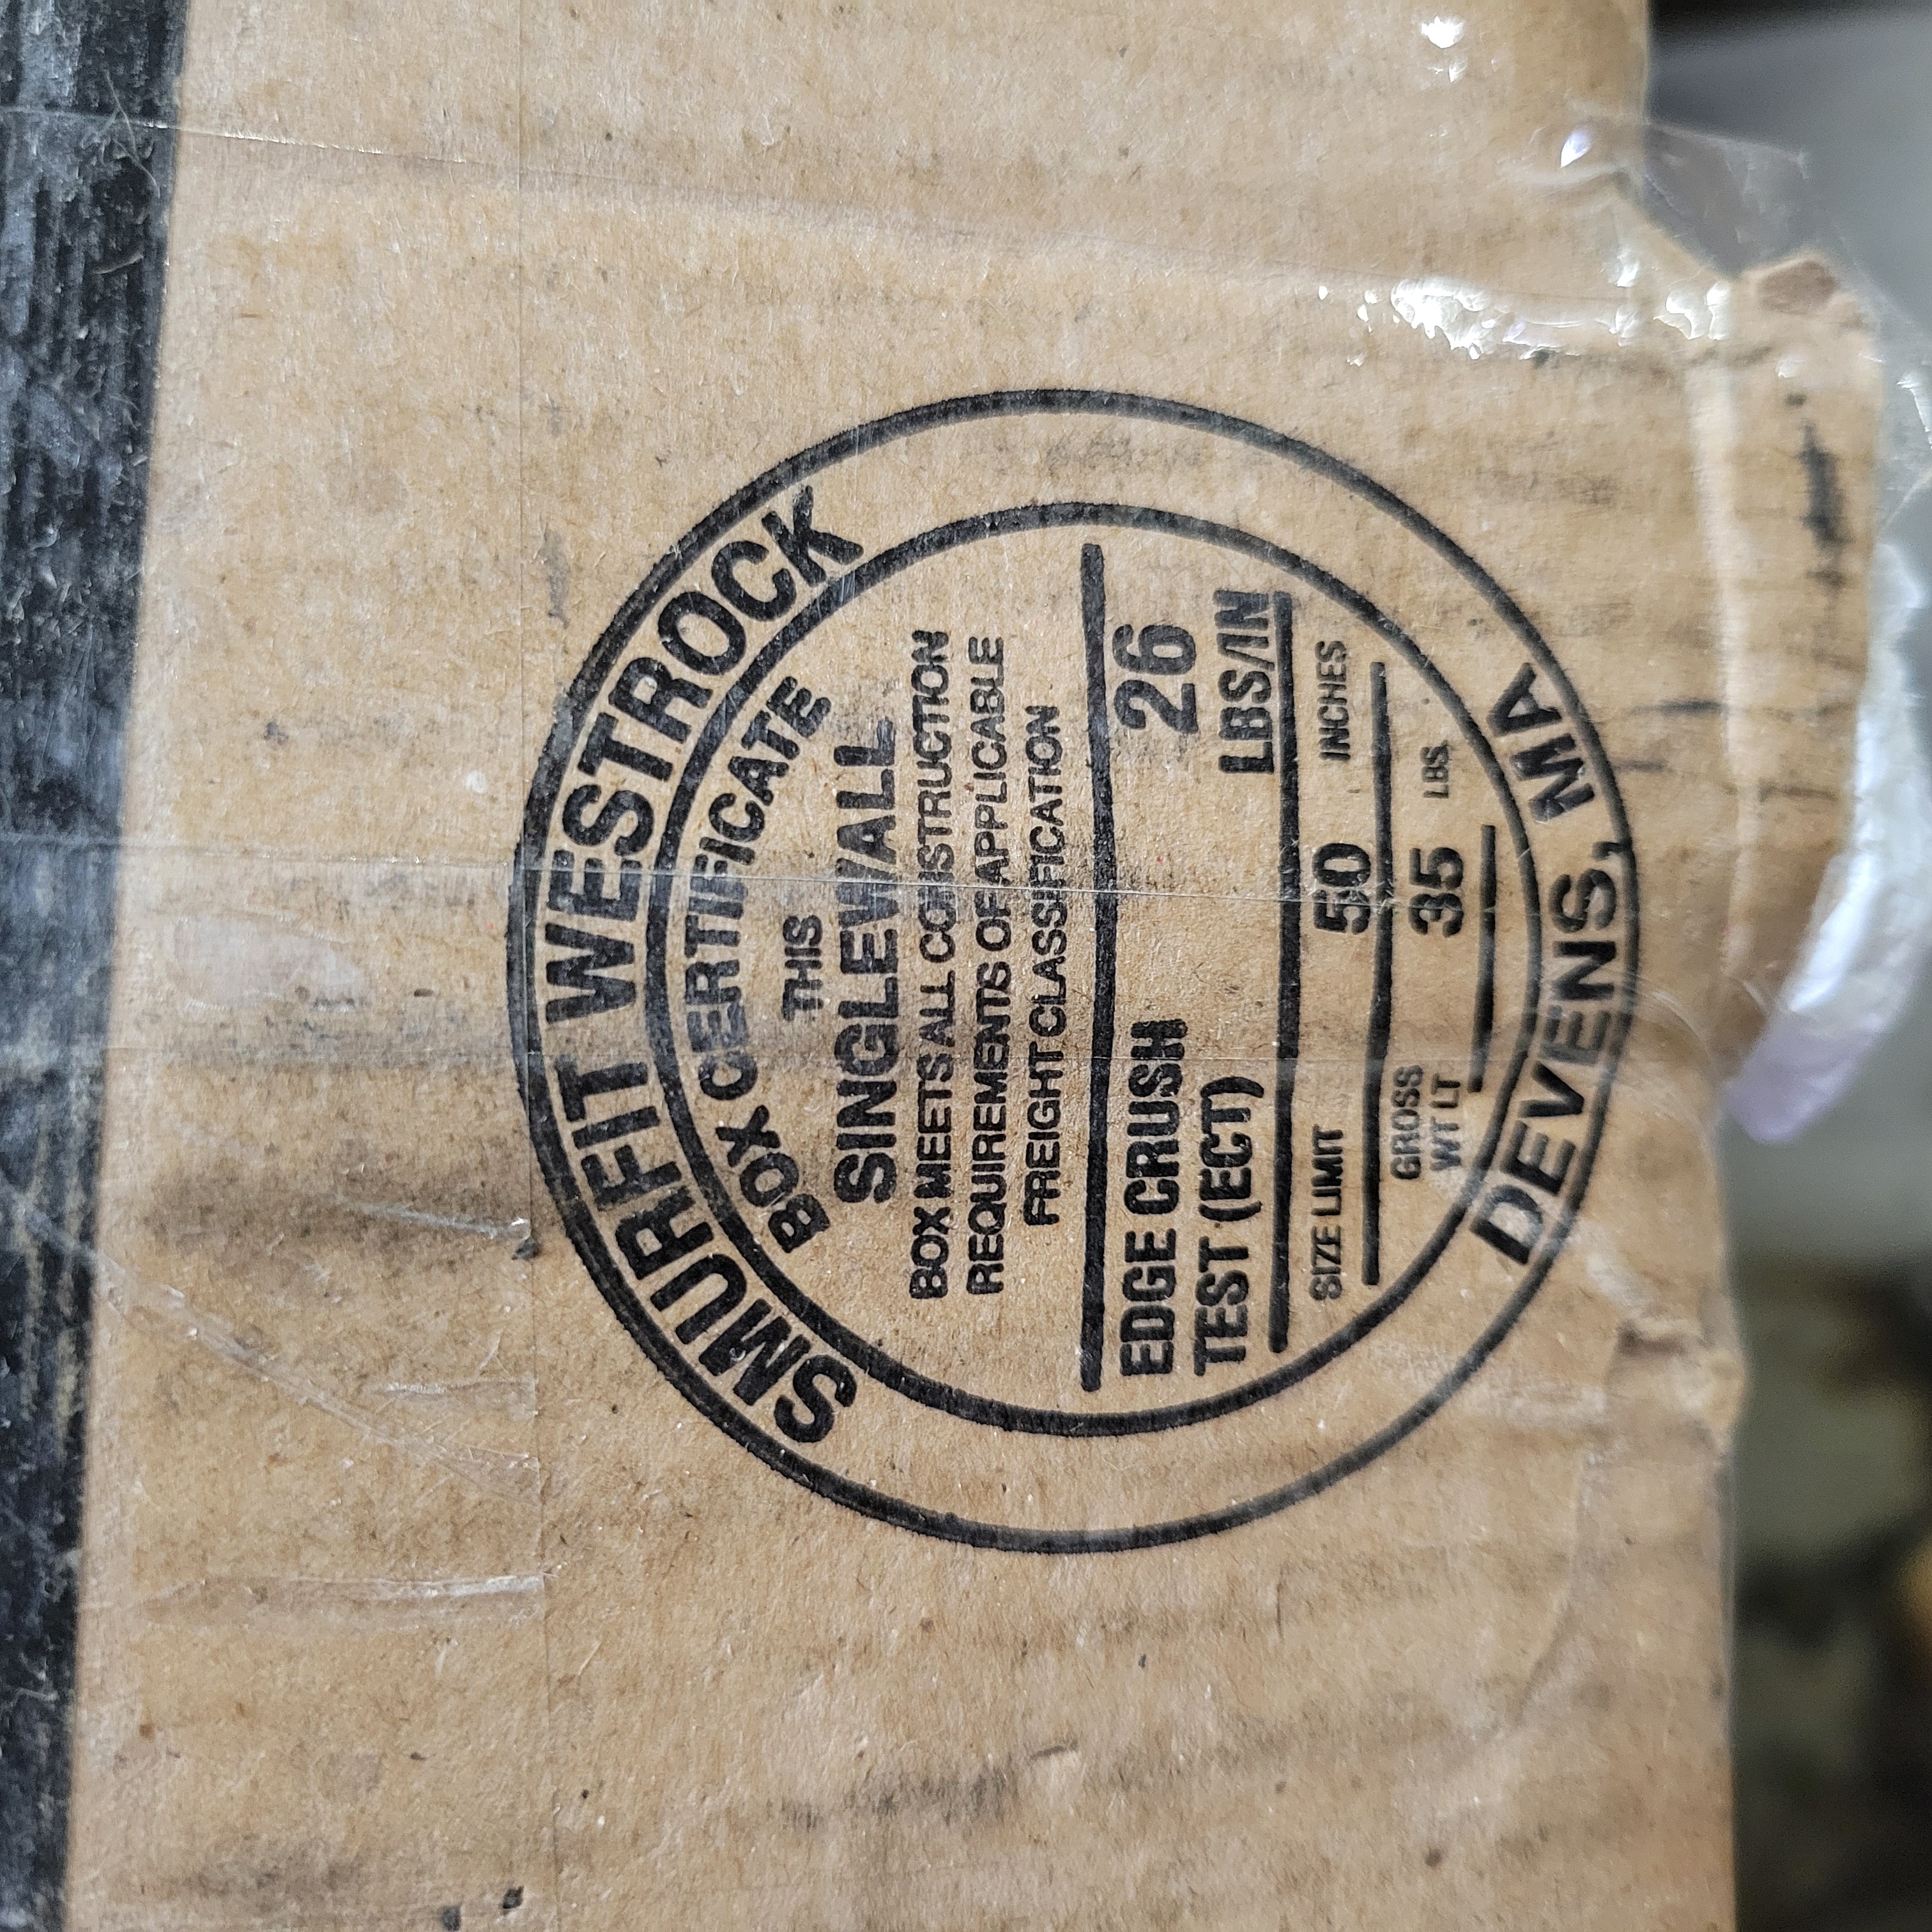 SMURFIT WESTROCK
BOX CERTIFICATE
THIS
SINGLEWALL
BOX MEETS ALL CONSTRUCTION
REQUIREMENTS OF APPLICABLE
FREIGHT CLASSIFICATION
EDGE CRUSH 26
TEST (ECT) LBS/IN
SIZE LIMIT 50 INCHES
GROSS 35 LBS.
WT LT
DEVENS, MA